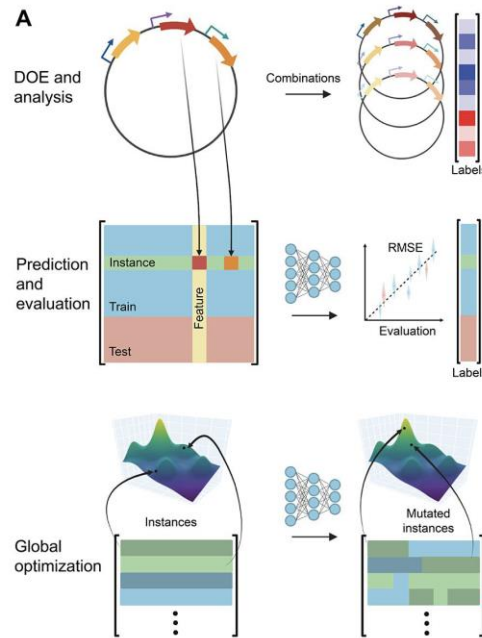 A
DOE and
analysis
Combinations
Labels
Prediction
and
evaluation
Instance
Train
Test
Feature
RMSE
Evaluation
Label
Global
optimization
Instances
Mutated
instances